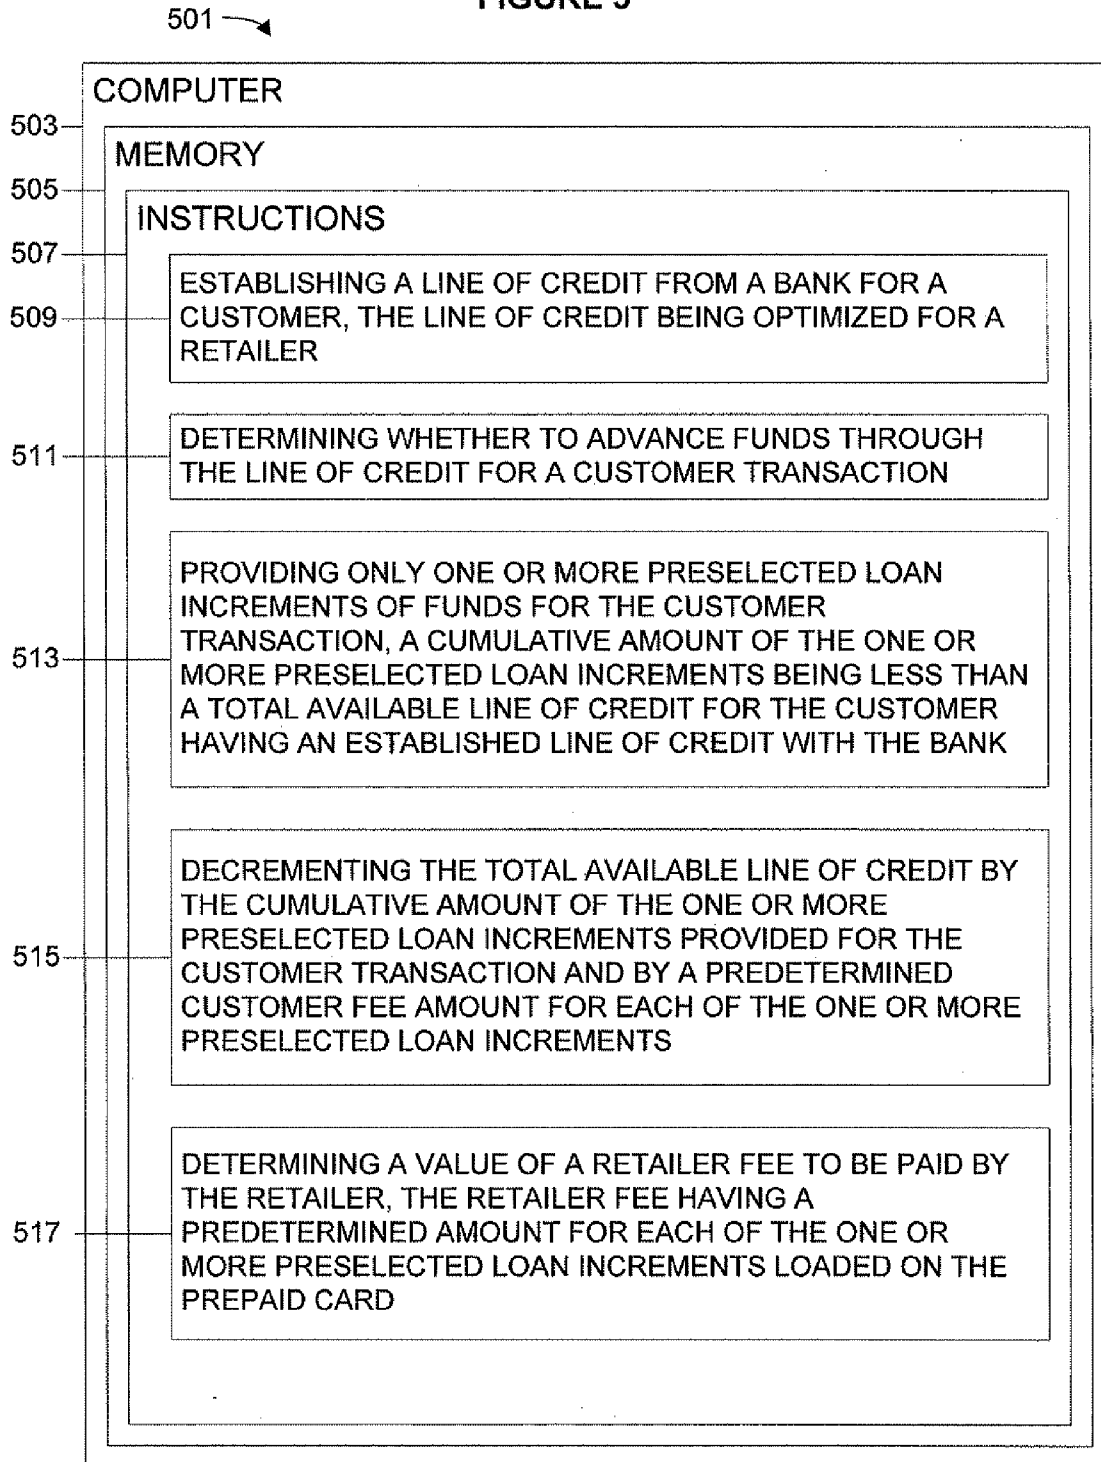 FIGURE 5
501
COMPUTER
503
MEMORY
505
INSTRUCTIONS
507
ESTABLISHING A LINE OF CREDIT FROM A BANK FOR A
509
CUSTOMER, THE LINE OF CREDIT BEING OPTIMIZED FOR A
RETAILER
DETERMINING WHETHER TO ADVANCE FUNDS THROUGH
511
THE LINE OF CREDIT FOR A CUSTOMER TRANSACTION
PROVIDING ONLY ONE OR MORE PRESELECTED LOAN
INCREMENTS OF FUNDS FOR THE CUSTOMER
TRANSACTION, A CUMULATIVE AMOUNT OF THE ONE OR
513
MORE PRESELECTED LOAN INCREMENTS BEING LESS THAN
A TOTAL AVAILABLE LINE OF CREDIT FOR THE CUSTOMER
HAVING AN ESTABLISHED LINE OF CREDIT WITH THE BANK
DECREMENTING THE TOTAL AVAILABLE LINE OF CREDIT BY
THE CUMULATIVE AMOUNT OF THE ONE OR MORE
PRESELECTED LOAN INCREMENTS PROVIDED FOR THE
515
CUSTOMER TRANSACTION AND BY A PREDETERMINED
CUSTOMER FEE AMOUNT FOR EACH OF THE ONE OR MORE
PRESELECTED LOAN INCREMENTS
DETERMINING A VALUE OF A RETAILER FEE TO BE PAID BY
THE RETAILER, THE RETAILER FEE HAVING A
517
PREDETERMINED AMOUNT FOR EACH OF THE ONE OR
MORE PRESELECTED LOAN INCREMENTS LOADED ON THE
PREPAID CARD